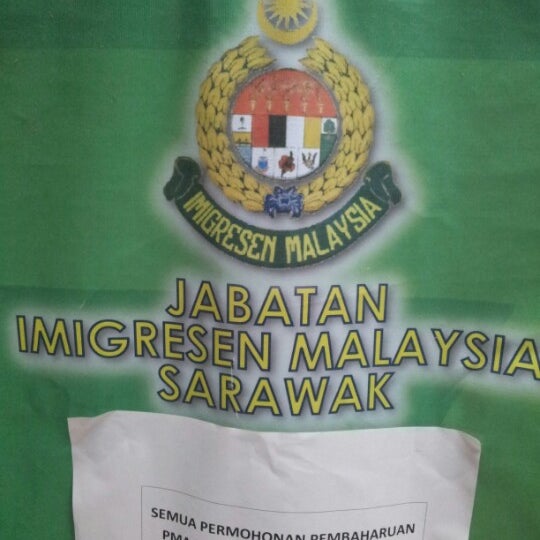 IMIGRESEN MALAYSIA
JABATAN
IMIGRESEN MALAYSIA
SARAWAK
SEMUA PERMOHONAN PEMBAHARUAN